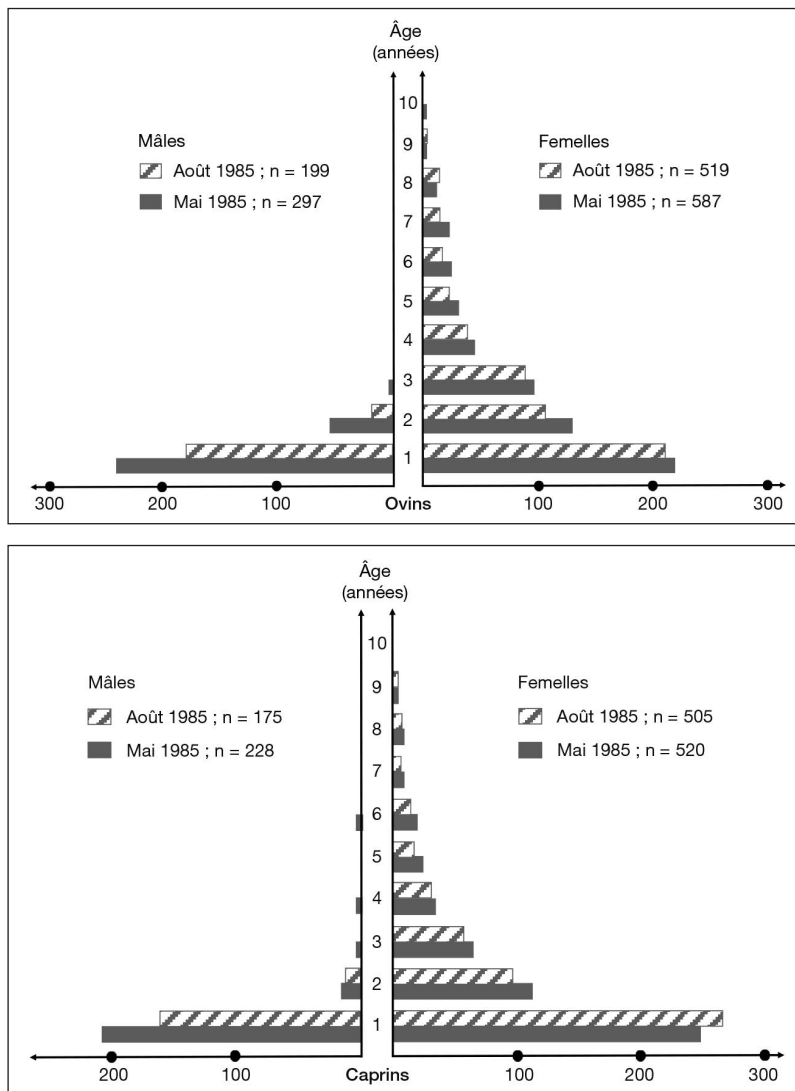 Âge
(années)
10
9
8
7
6
5
4
3
2
1
Mâles
Août 1985 ; n = 199
Mai 1985 ; n = 297
Femelles
Août 1985 ; n = 519
Mai 1985 ; n = 587
300 200 100 Ovins 100 200 300
Âge
(années)
10
9
8
7
6
5
4
3
2
1
Mâles
Août 1985 ; n = 175
Mai 1985 ; n = 228
Femelles
Août 1985 ; n = 505
Mai 1985 ; n = 520
200 100 Caprins 100 200 300